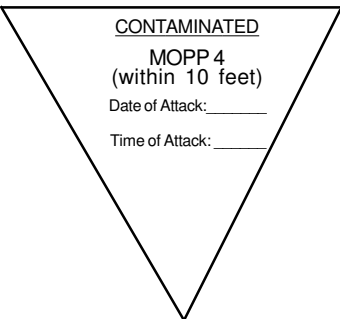 CONTAMINATED
MOPP 4
(within 10 feet)
Date of Attack:_______
Time of Attack: ______